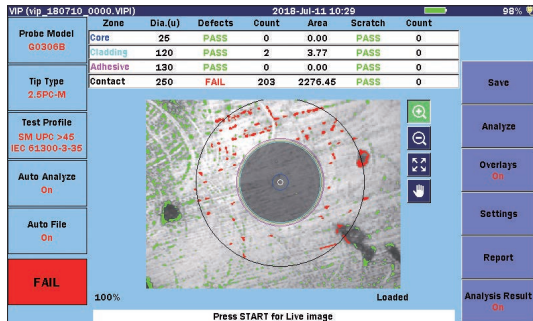 VIP (vip_180710_0000.VIPI) 2018-Jul-11 10:29 98%
Probe Model
G0306B
Tip Type
2.5PC-M
Test Profile
SM UPC >45
IEC 61300-3-35
Auto Analyze
On
Auto File
On
FAIL
Zone Dia.(u) Defects Count Area Scratch Count
Core 25 PASS 0 0.00 PASS 0
Cladding 120 PASS 2 3.77 PASS 0
Adhesive 130 PASS 0 0.00 PASS 0
Contact 250 FAIL 203 2276.45 PASS 0
100% Loaded
Press START for Live image
Save
Analyze
Overlays
On
Settings
Report
Analysis Result
On